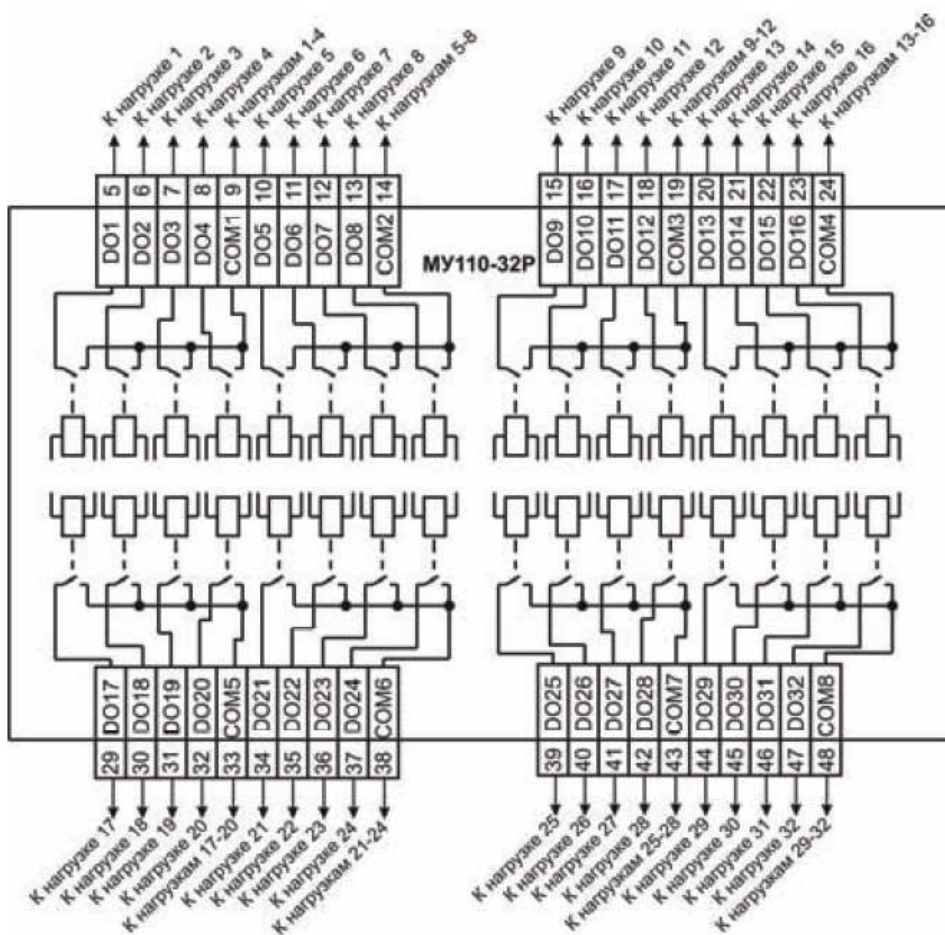 К нагрузке 1
К нагрузке 2
К нагрузке 3
К нагрузке 4
К нагрузкам 1-4
К нагрузке 5
К нагрузке 6
К нагрузке 7
К нагрузке 8
К нагрузкам 5-8
К нагрузке 9
К нагрузке 10
К нагрузке 11
К нагрузке 12
К нагрузкам 9-12
К нагрузке 13
К нагрузке 14
К нагрузке 15
К нагрузке 16
К нагрузкам 13-16
5
6
7
8
9
10
11
12
13
14
15
16
17
18
19
20
21
22
23
24
DO1
DO2
DO3
DO4
COM1
DO5
DO6
DO7
DO8
COM2
DO9
DO10
DO11
DO12
COM3
DO13
DO14
DO15
DO16
COM4
МУ110-32Р
DO17
DO18
DO19
DO20
COM5
DO21
DO22
DO23
DO24
COM6
DO25
DO26
DO27
DO28
COM7
DO29
DO30
DO31
DO32
COM8
29
30
31
32
33
34
35
36
37
38
39
40
41
42
43
44
45
46
47
48
К нагрузке 17
К нагрузке 18
К нагрузке 19
К нагрузке 20
К нагрузкам 17-20
К нагрузке 21
К нагрузке 22
К нагрузке 23
К нагрузке 24
К нагрузкам 21-24
К нагрузке 25
К нагрузке 26
К нагрузке 27
К нагрузке 28
К нагрузкам 25-28
К нагрузке 29
К нагрузке 30
К нагрузке 31
К нагрузке 32
К нагрузкам 29-32